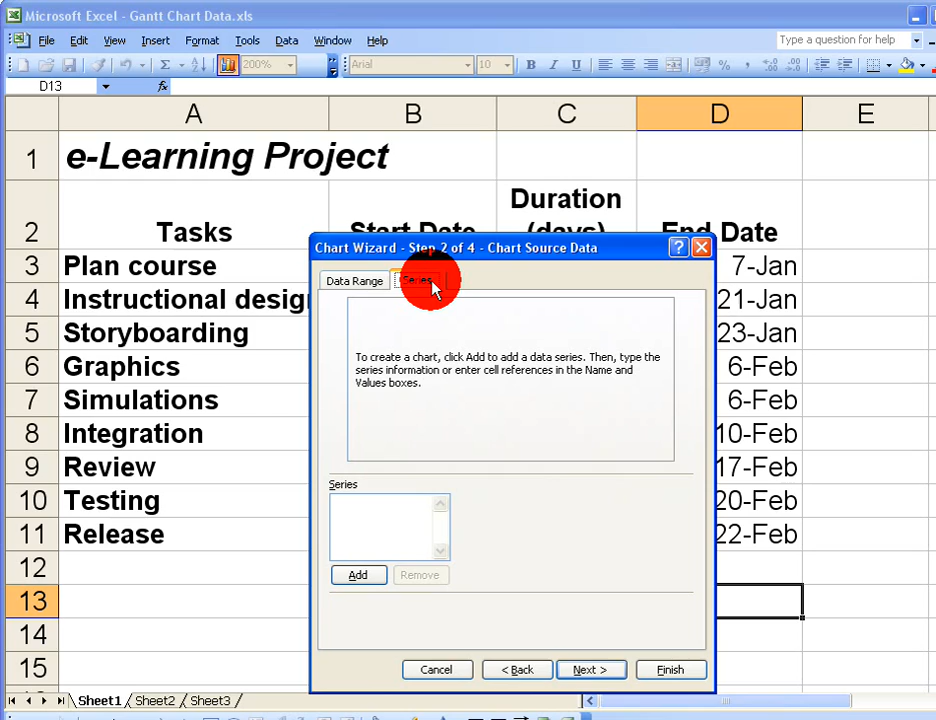 Microsoft Excel - Gantt Chart Data.xls
File Edit View Insert Format Tools Data Window Help Type a question for help
200% Arial 10 B I U % ,
D13 fx
A B C D E
1 e-Learning Project
2 Tasks Start Date Duration (days) End Date
3 Plan course 7-Jan
4 Instructional design 21-Jan
5 Storyboarding 23-Jan
6 Graphics 6-Feb
7 Simulations 6-Feb
8 Integration 10-Feb
9 Review 17-Feb
10 Testing 20-Feb
11 Release 22-Feb
12
13
14
15
Chart Wizard - Step 2 of 4 - Chart Source Data
Data Range Series
To create a chart, click Add to add a data series. Then, type the
series information or enter cell references in the Name and
Values boxes.
Series
Add Remove
Cancel < Back Next > Finish
Sheet1 Sheet2 Sheet3